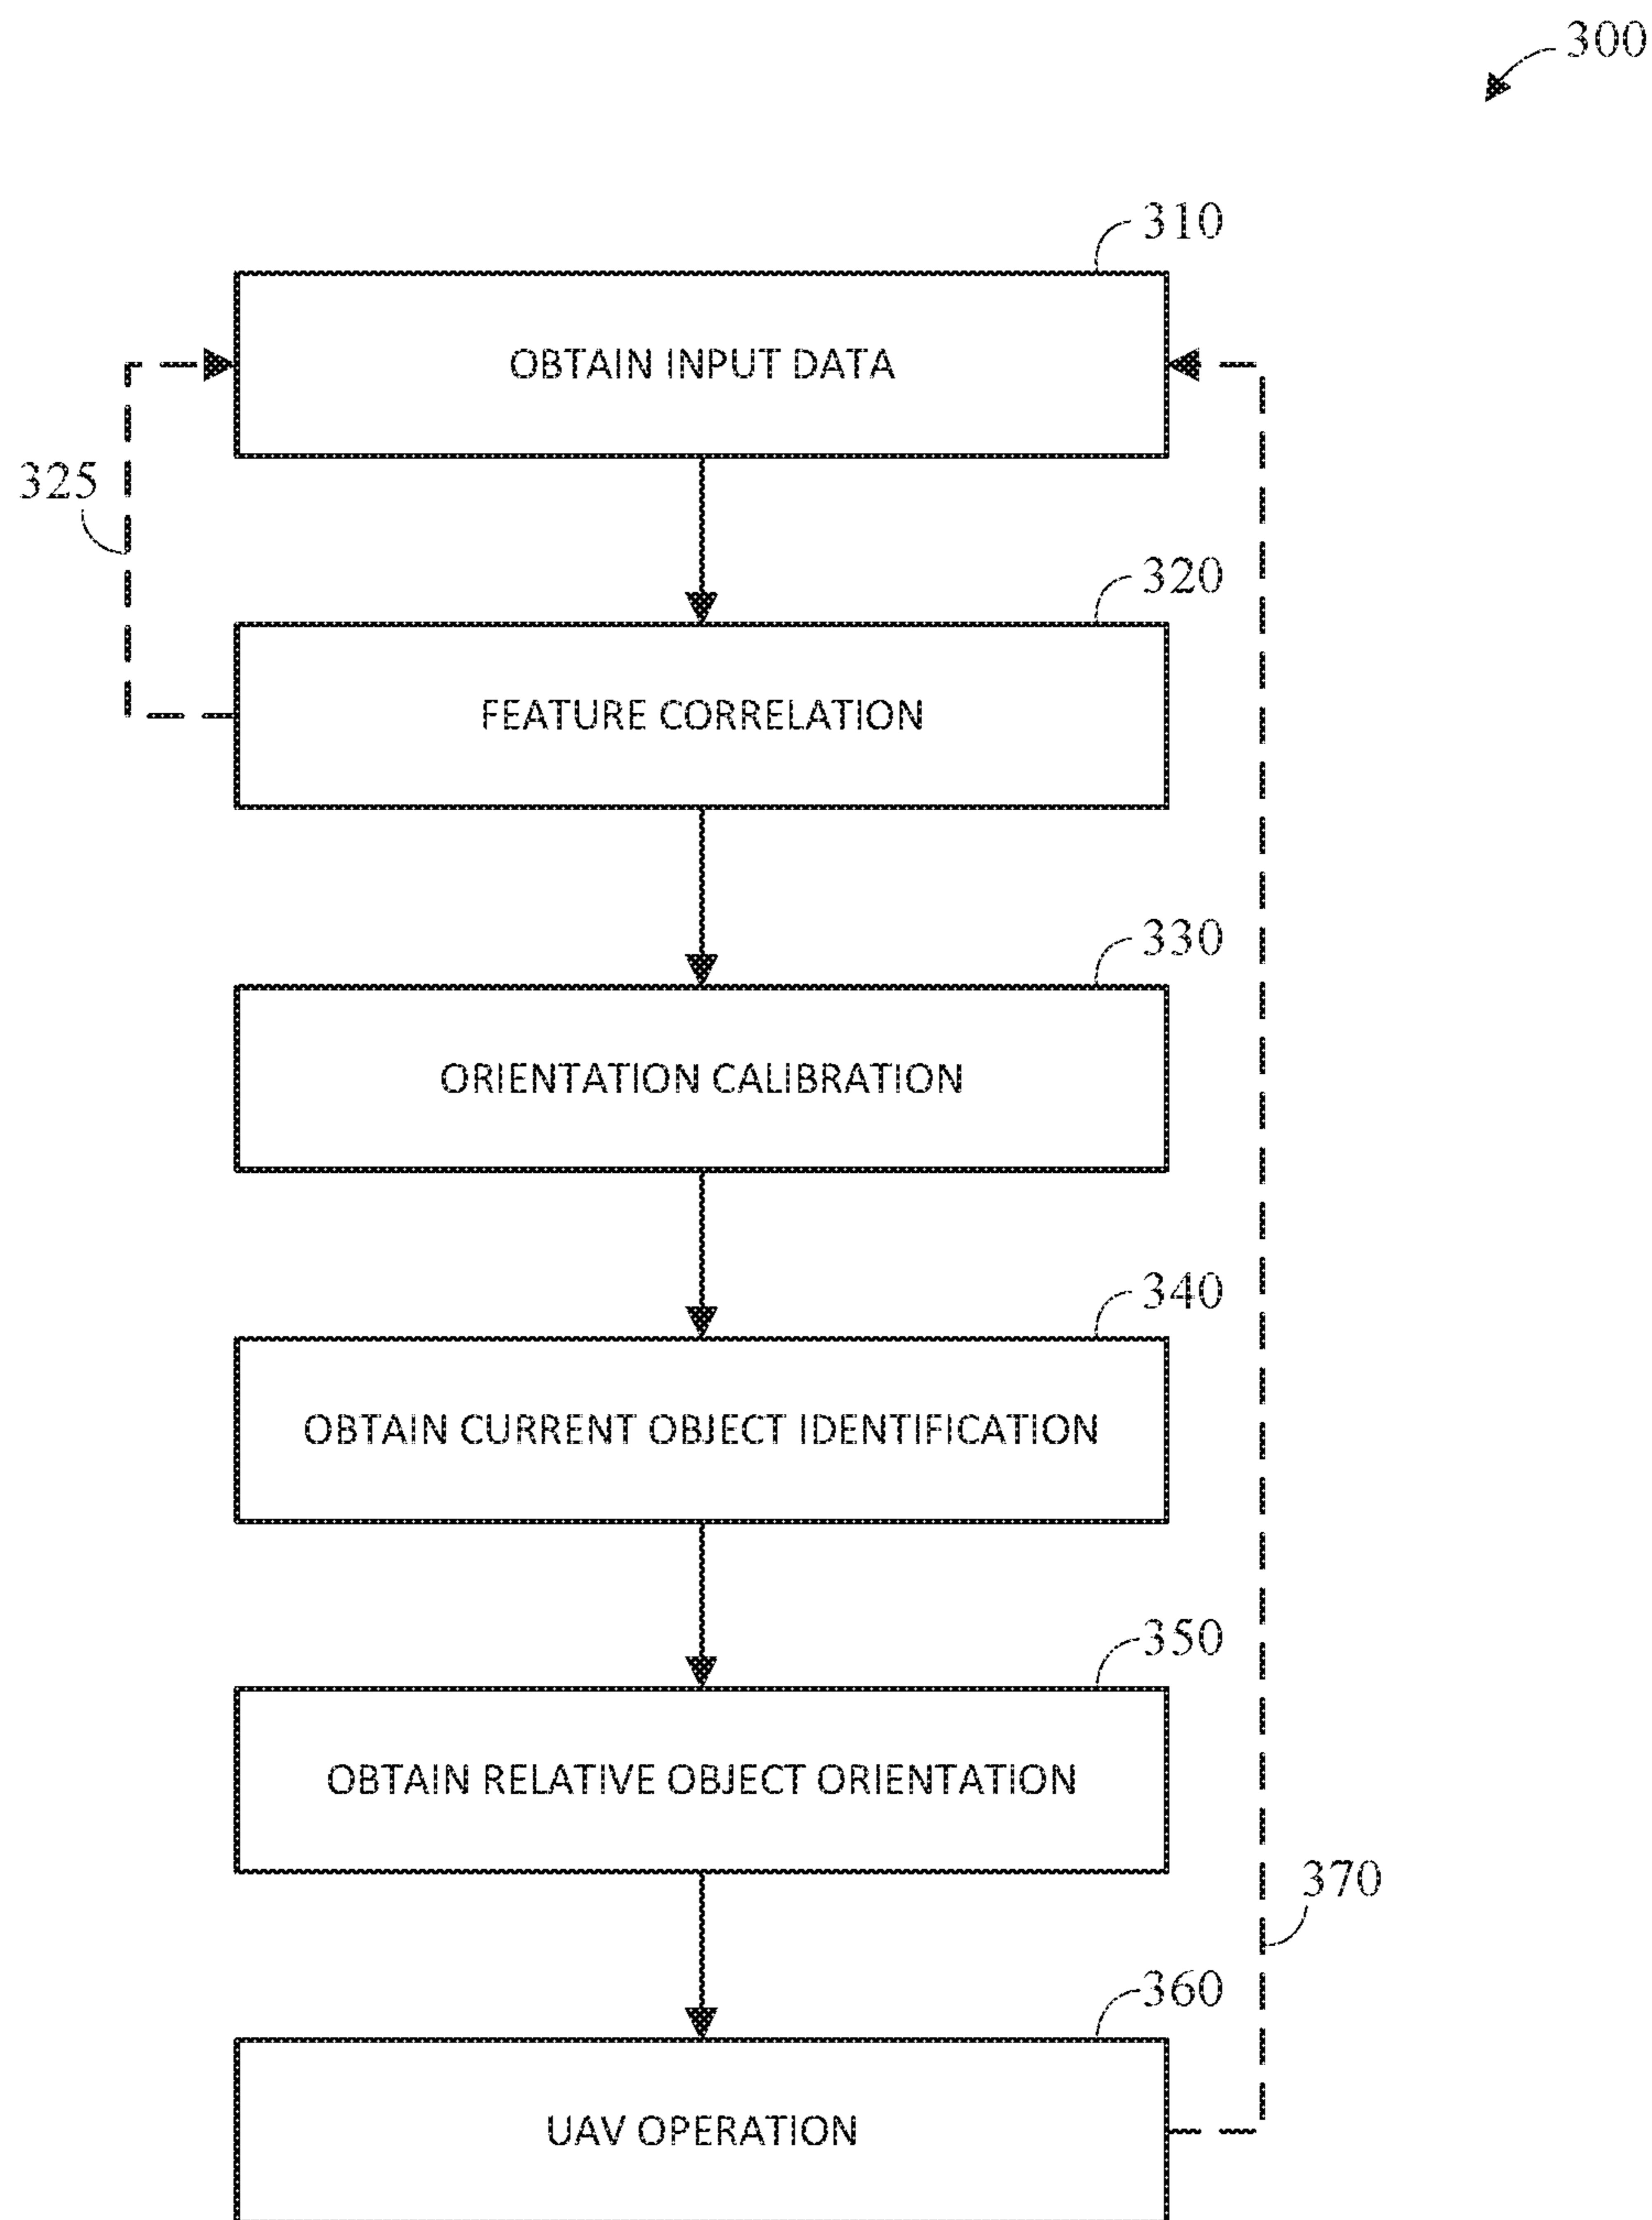 300
310
OBTAIN INPUT DATA
325
320
FEATURE CORRELATION
330
ORIENTATION CALIBRATION
340
OBTAIN CURRENT OBJECT IDENTIFICATION
350
OBTAIN RELATIVE OBJECT ORIENTATION
370
360
UAV OPERATION